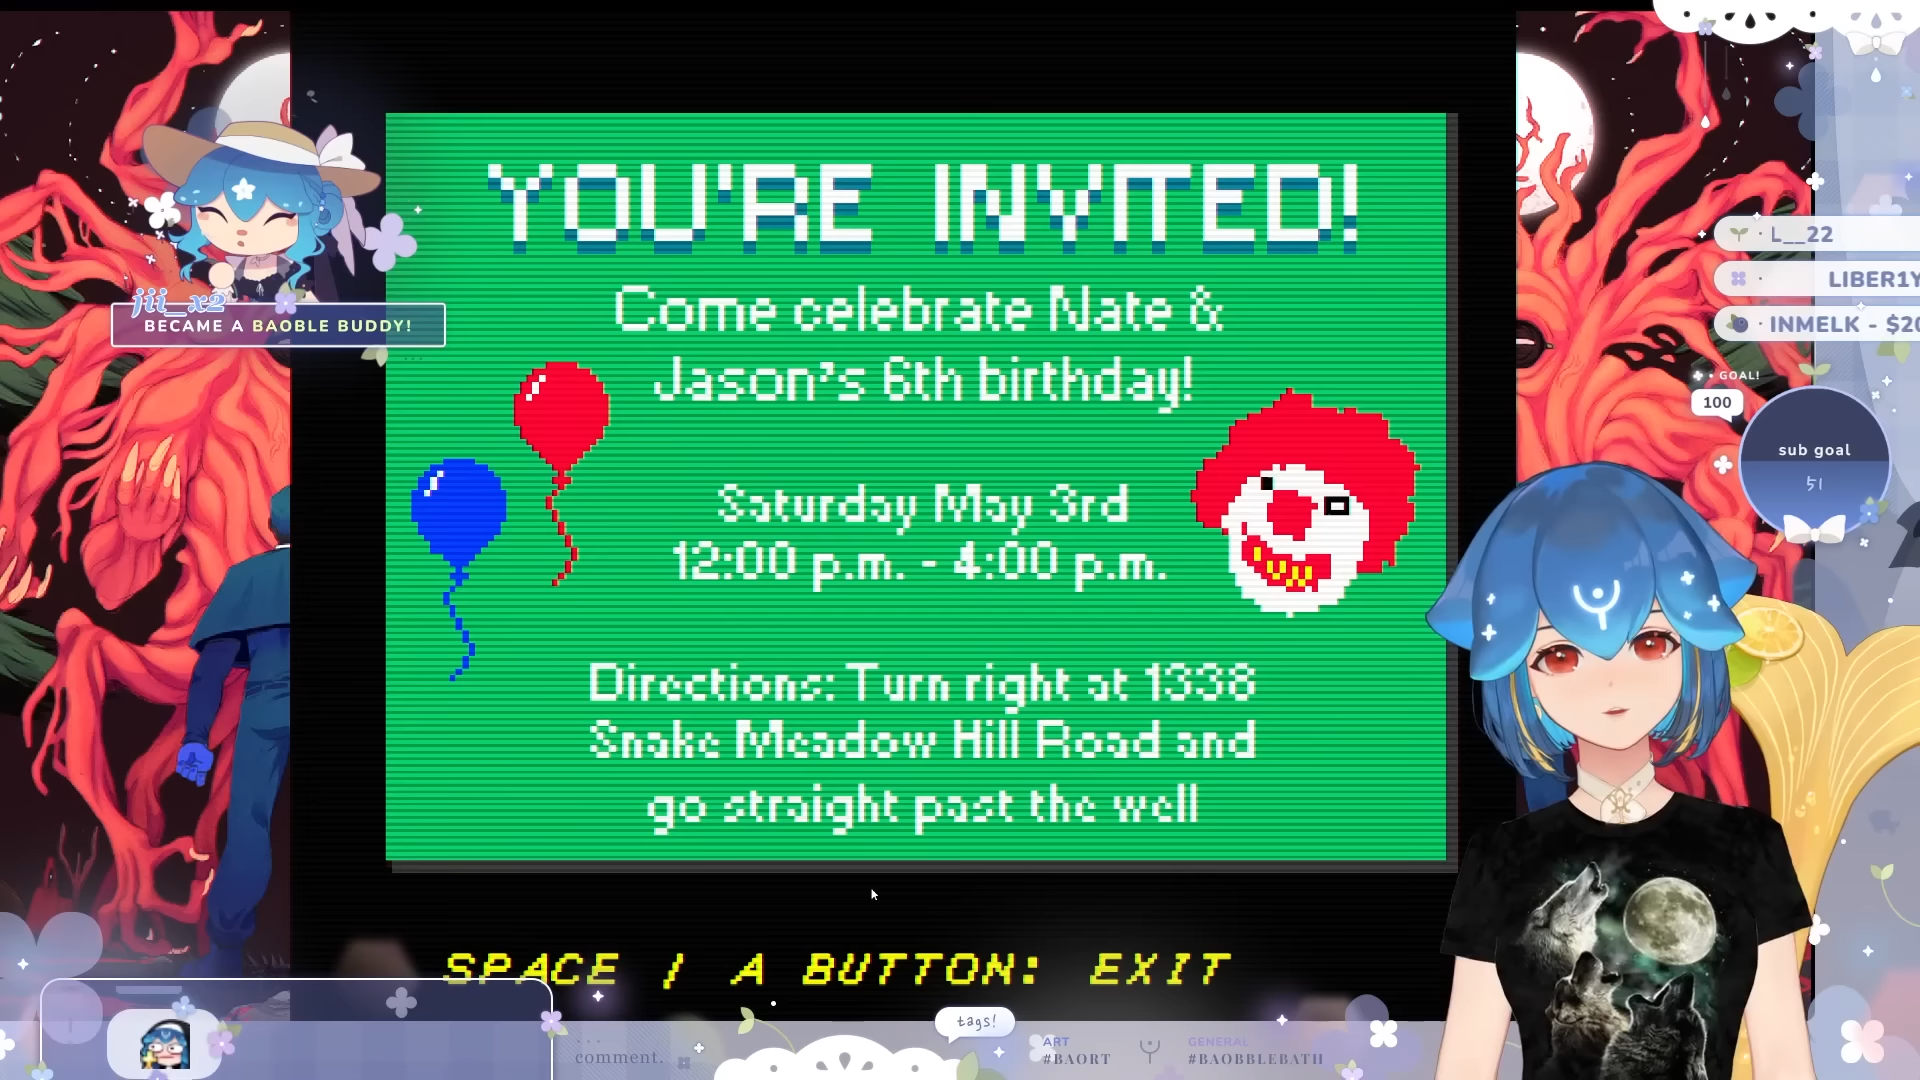 YOU'RE INVITED!
Come celebrate Nate &
Jason's 6th birthday!
Saturday May 3rd
12:00 p.m. - 4:00 p.m.
Directions: Turn right at 1338
Snake Meadow Hill Road and
go straight past the well
SPACE / A BUTTON: EXIT
jii_x2
BECAME A BAOBLE BUDDY!
· L__22
· LIBER1Y
· INMELK - $20
• GOAL!
100
sub goal
51
tags!
comment.
ART
#BAORT
GENERAL
#BAOBBLEBATH